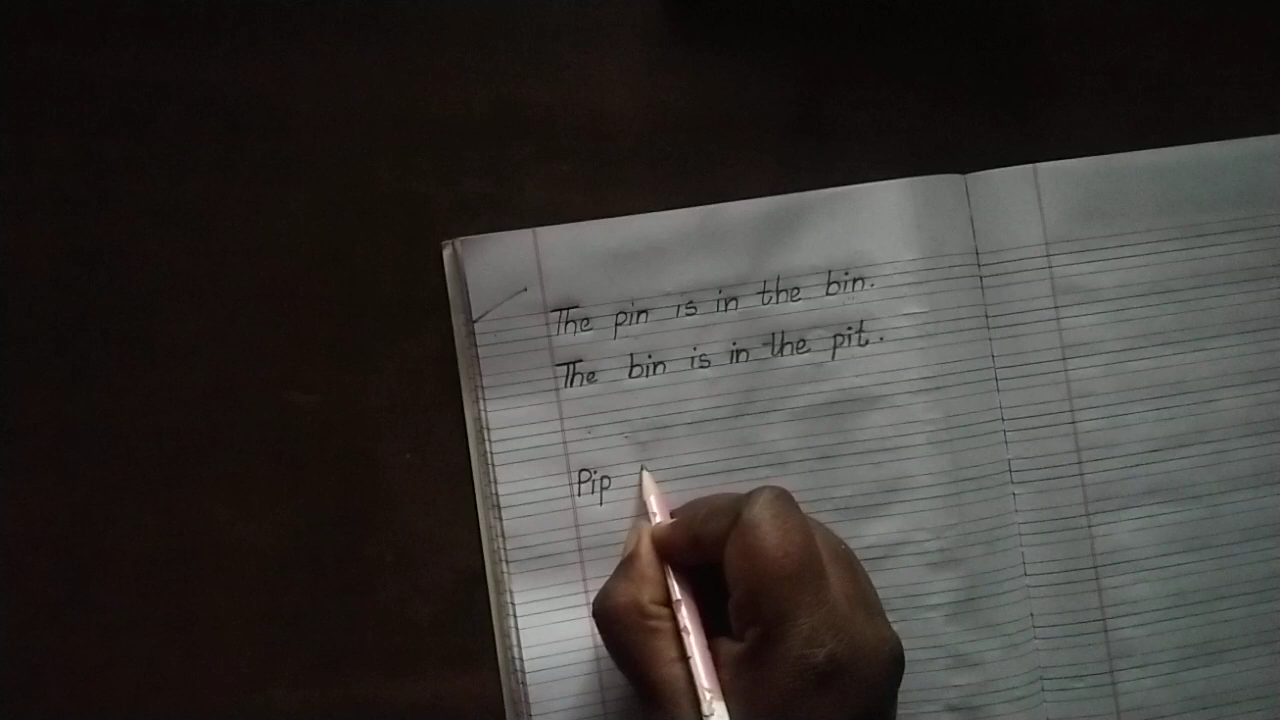 The pin is in the bin.
The bin is in the pit.
Pip